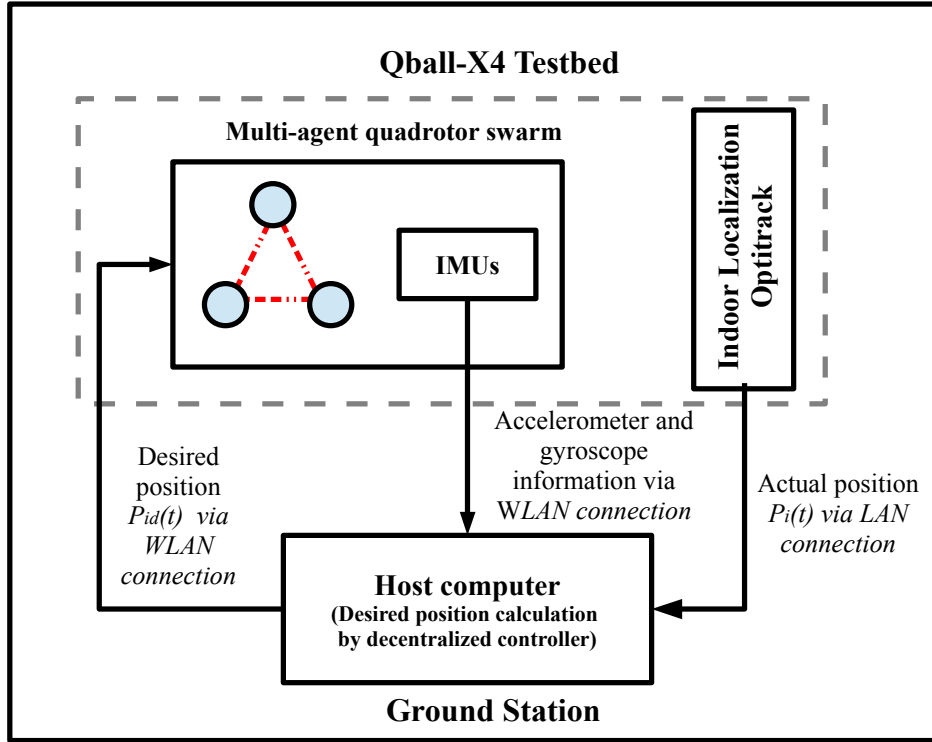 Qball-X4 Testbed
Multi-agent quadrotor swarm
IMUs
Indoor Localization
Optitrack
Desired
position
Pid(t) via
WLAN
connection
Accelerometer and
gyroscope
information via
WLAN connection
Actual position
Pi(t) via LAN
connection
Host computer
(Desired position calculation
by decentralized controller)
Ground Station